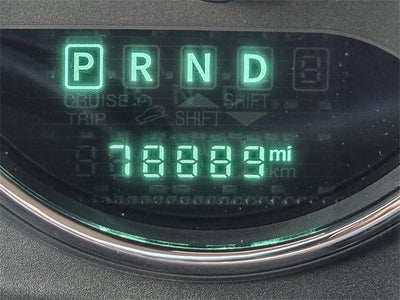 P R N D
CRUISE SHIFT
TRIP SHIFT
78889 mi
km